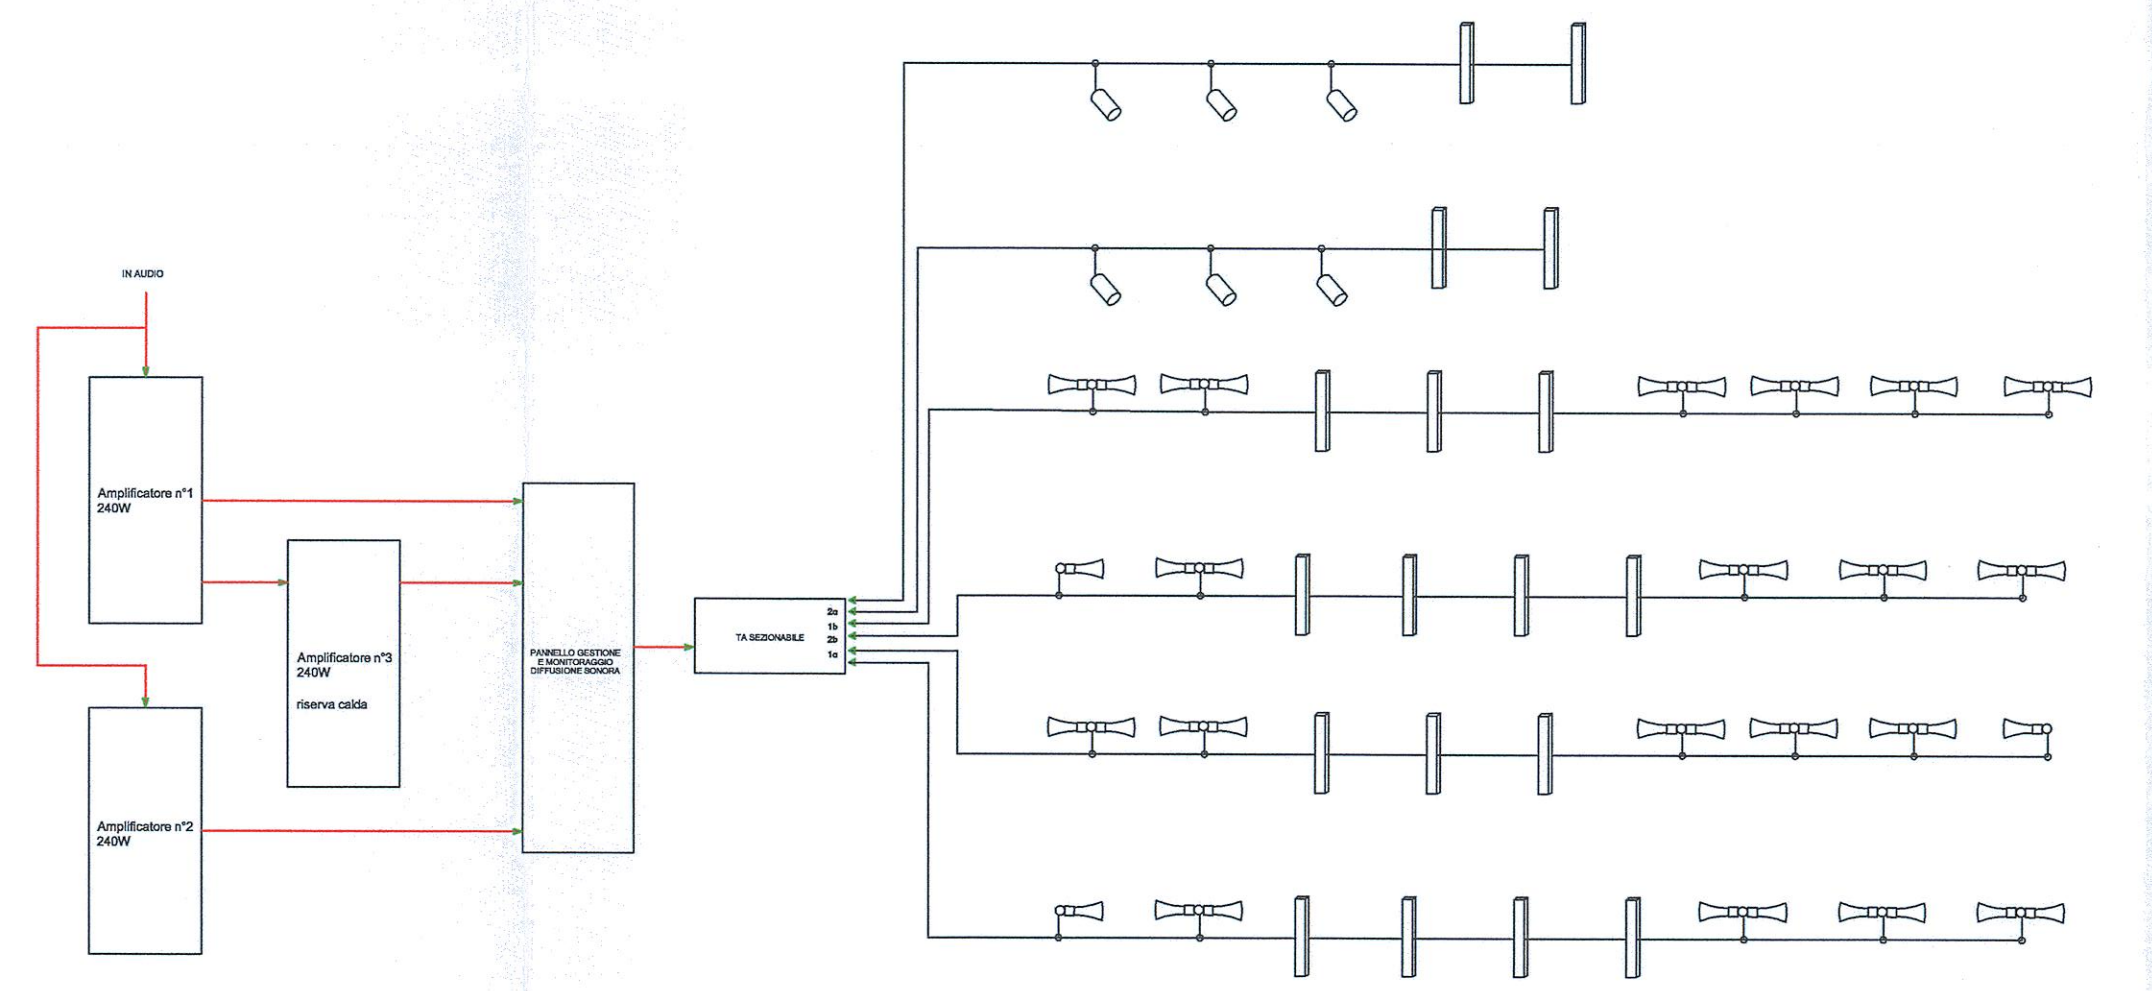 IN AUDIO
Amplificatore n°1
240W
Amplificatore n°3
240W
riserva calda
Amplificatore n°2
240W
PANNELLO GESTIONE
E MONITORAGGIO
DIFFUSIONE SONORA
TA SEZIONABILE
2a
1b
2b
1a